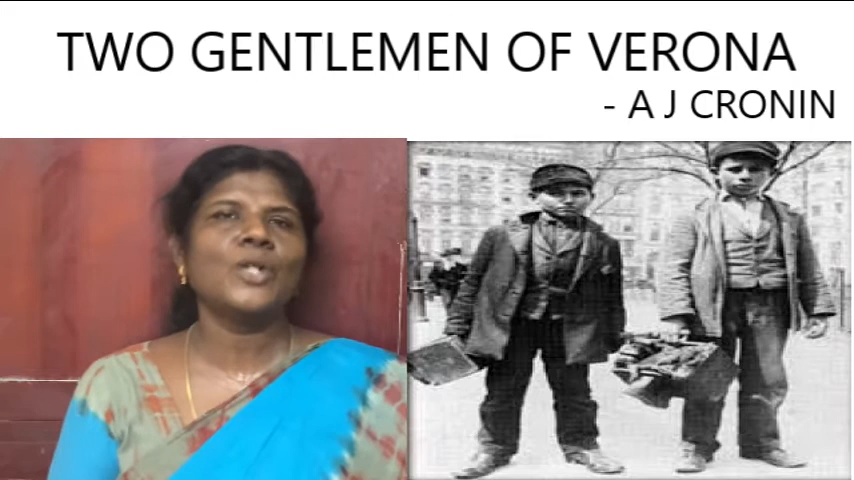 TWO GENTLEMEN OF VERONA
- A J CRONIN